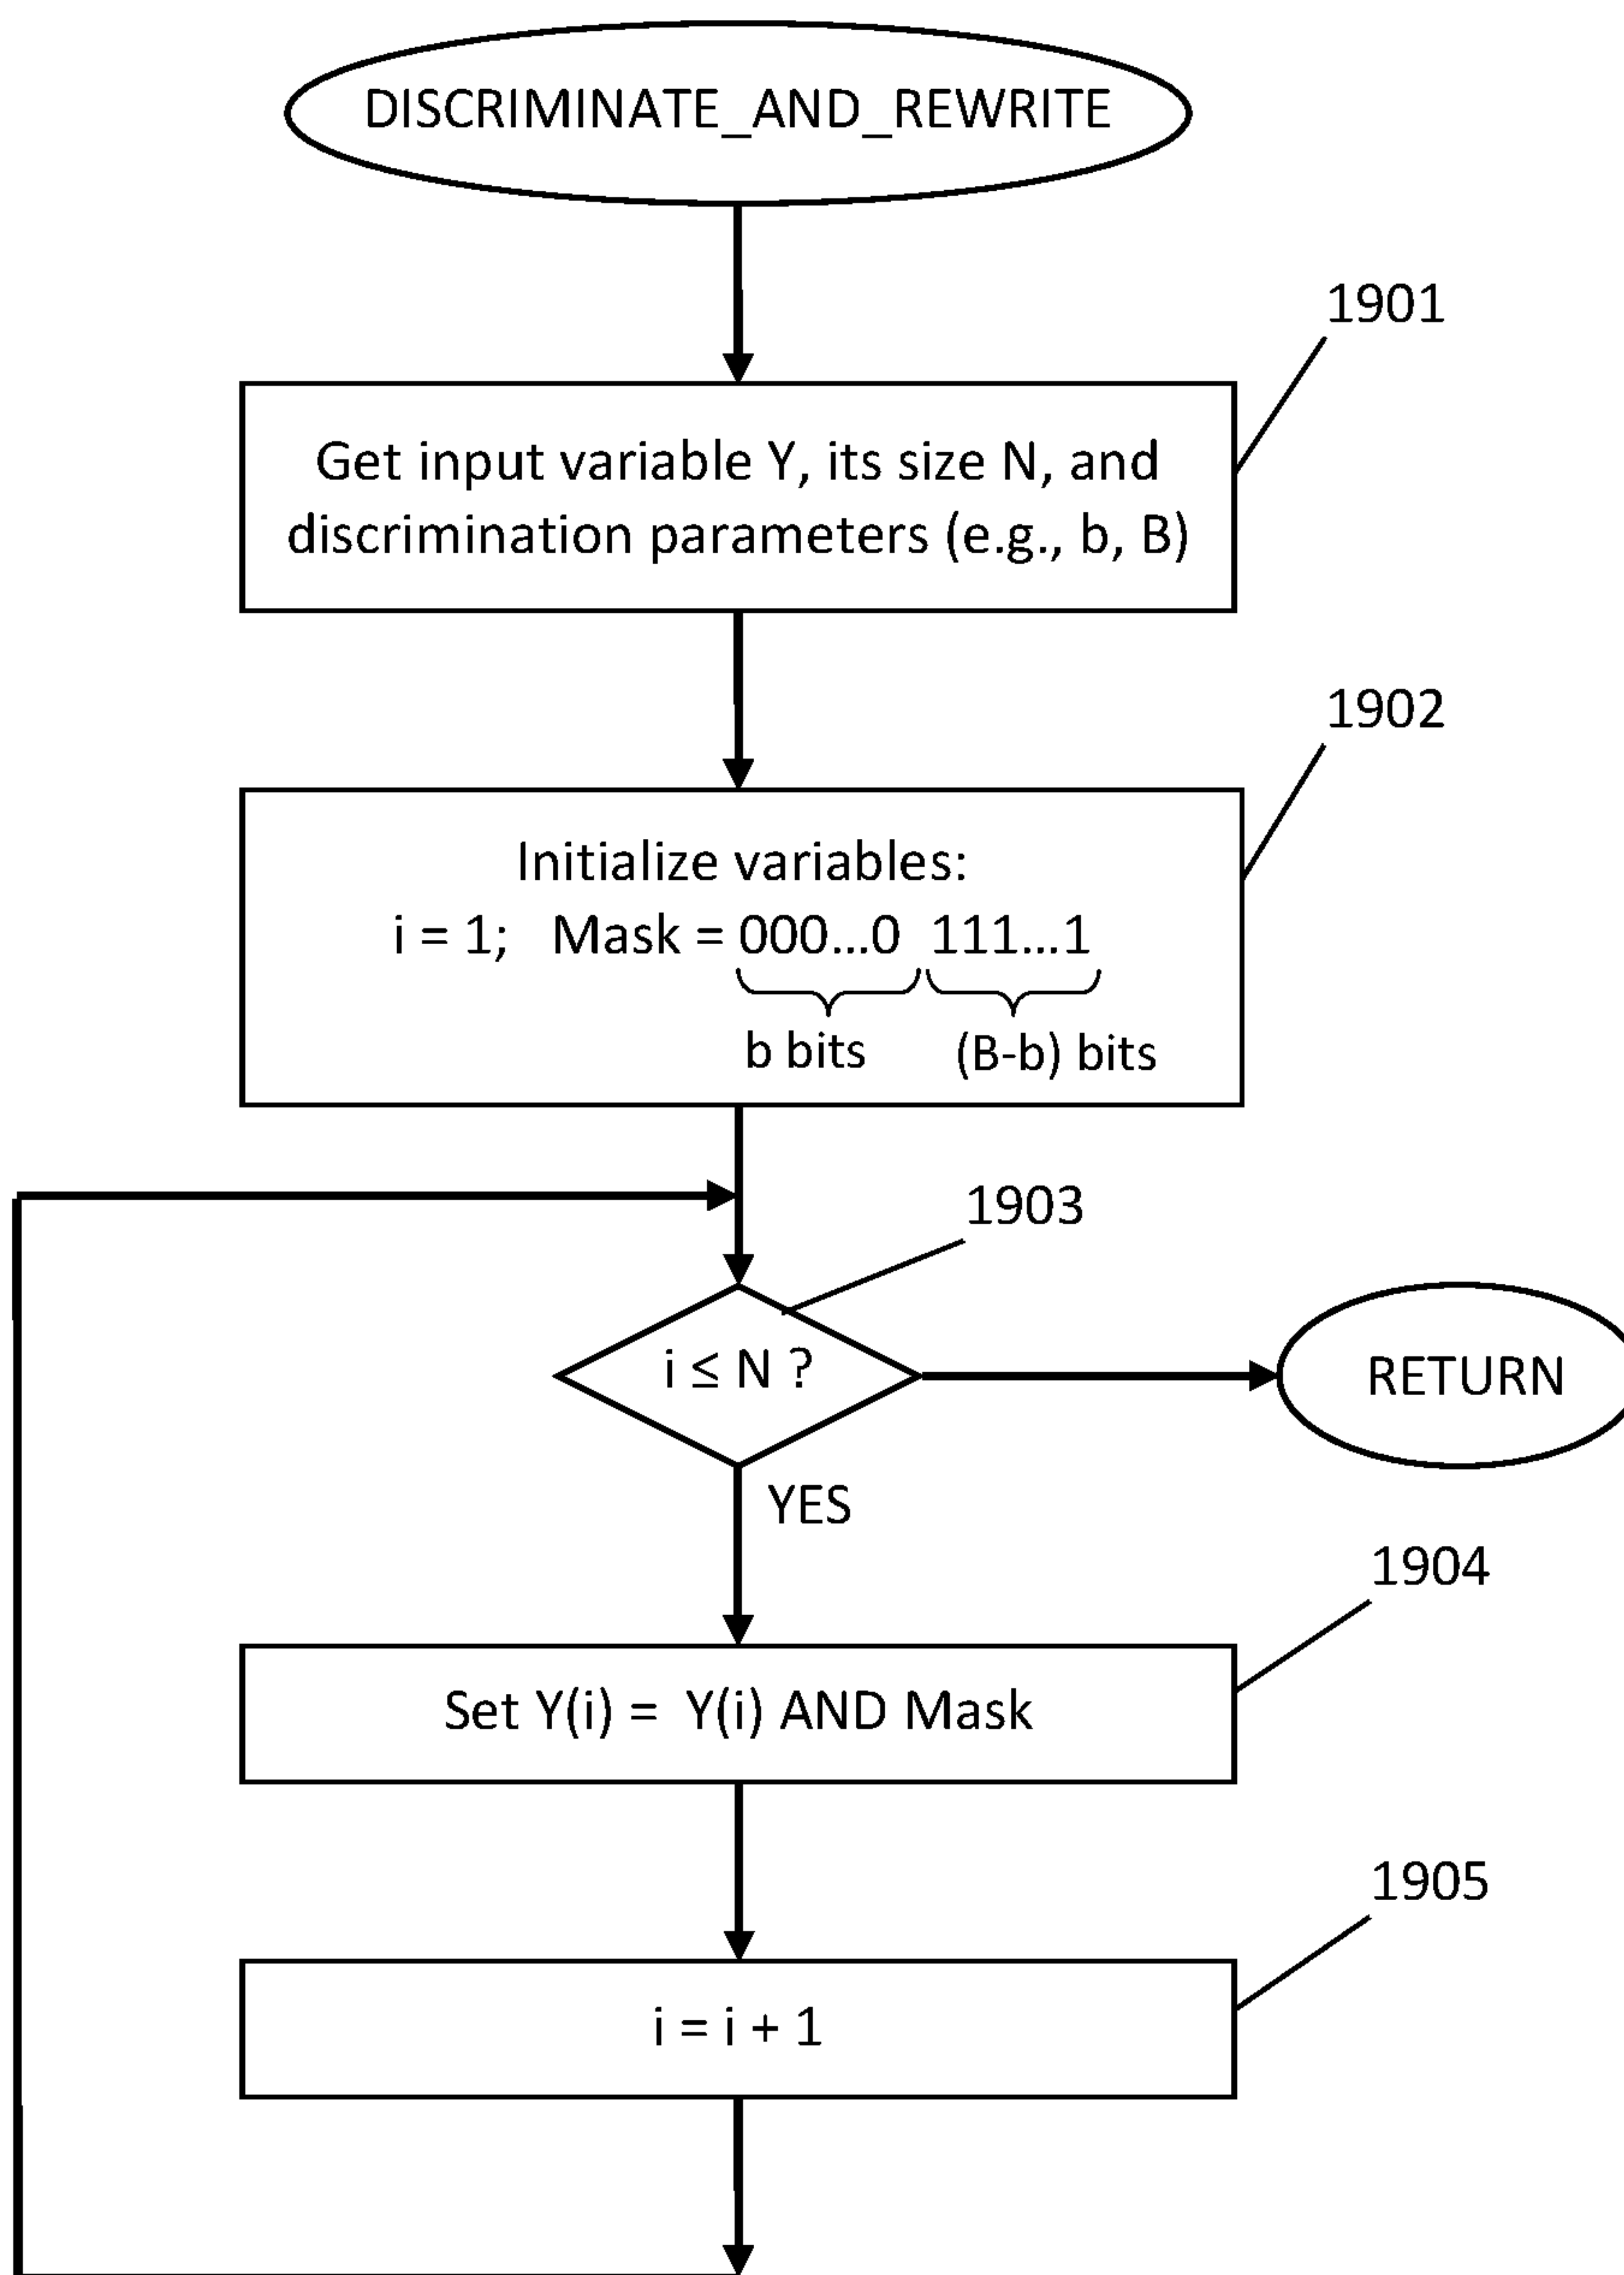 DISCRIMINATE_AND_REWRITE
1901
Get input variable Y, its size N, and
discrimination parameters (e.g., b, B)
1902
Initialize variables:
i = 1; Mask = 000...0 111...1
b bits (B-b) bits
1903
i ≤ N ?
RETURN
YES
1904
Set Y(i) = Y(i) AND Mask
1905
i = i + 1